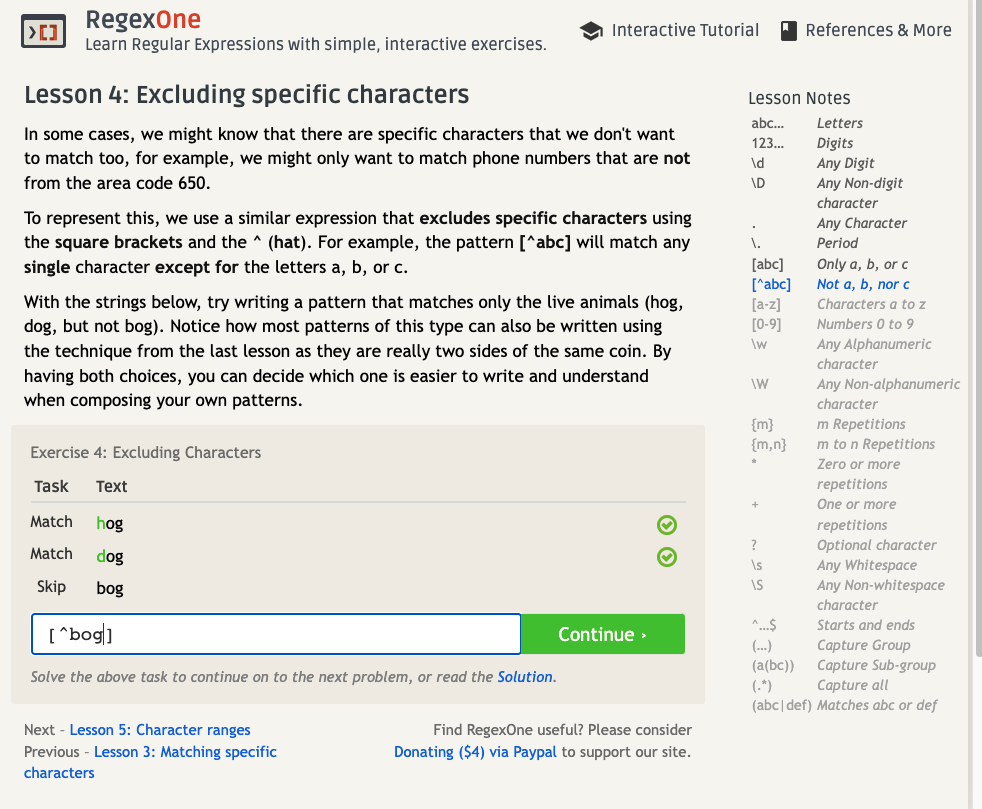 RegexOne
Learn Regular Expressions with simple, interactive exercises.
Interactive Tutorial
References & More
Lesson 4: Excluding specific characters
In some cases, we might know that there are specific characters that we don't want
to match too, for example, we might only want to match phone numbers that are not
from the area code 650.
To represent this, we use a similar expression that excludes specific characters using
the square brackets and the ^ (hat). For example, the pattern [^abc] will match any
single character except for the letters a, b, or c.
With the strings below, try writing a pattern that matches only the live animals (hog,
dog, but not bog). Notice how most patterns of this type can also be written using
the technique from the last lesson as they are really two sides of the same coin. By
having both choices, you can decide which one is easier to write and understand
when composing your own patterns.
Exercise 4: Excluding Characters
Task Text
Match hog
Match dog
Skip bog
[^bog]
Continue ›
Solve the above task to continue on to the next problem, or read the Solution.
Next – Lesson 5: Character ranges
Previous – Lesson 3: Matching specific
characters
Find RegexOne useful? Please consider
Donating ($4) via Paypal to support our site.
Lesson Notes
abc… Letters
123… Digits
\d Any Digit
\D Any Non-digit
character
. Any Character
\. Period
[abc] Only a, b, or c
[^abc] Not a, b, nor c
[a-z] Characters a to z
[0-9] Numbers 0 to 9
\w Any Alphanumeric
character
\W Any Non-alphanumeric
character
{m} m Repetitions
{m,n} m to n Repetitions
* Zero or more
repetitions
+ One or more
repetitions
? Optional character
\s Any Whitespace
\S Any Non-whitespace
character
^…$ Starts and ends
(…) Capture Group
(a(bc)) Capture Sub-group
(.*) Capture all
(abc|def) Matches abc or def